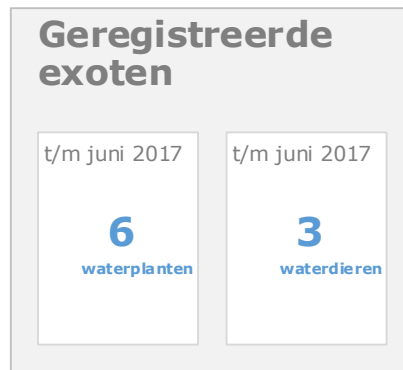 Geregistreerde
exoten
t/m juni 2017
6
waterplanten
t/m juni 2017
3
waterdieren